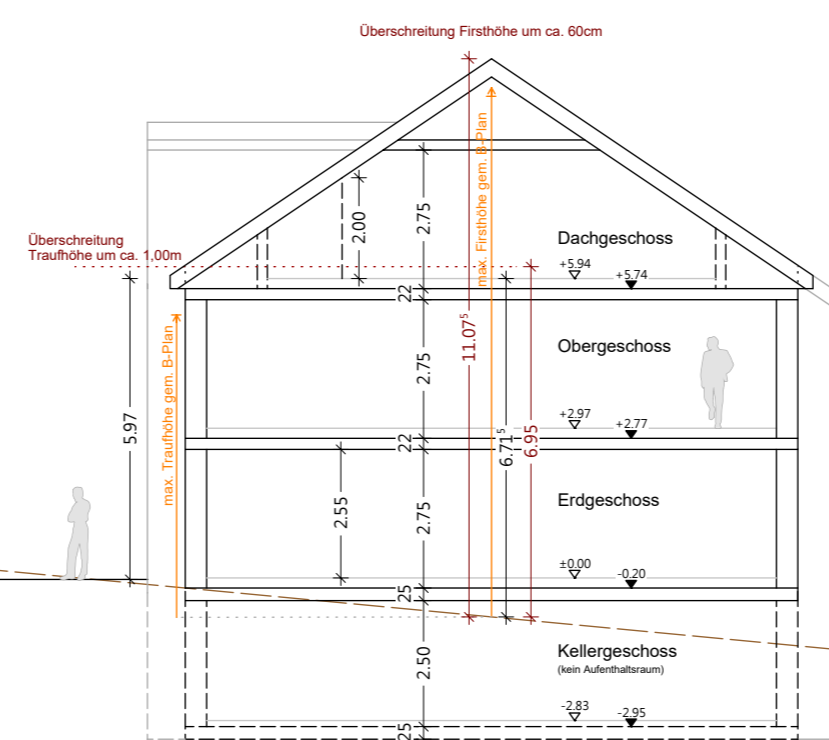 Überschreitung Firsthöhe um ca. 60cm
max. Firsthöhe gem. B-Plan
2.00
2.75
Dachgeschoss
Überschreitung
Traufhöhe um ca. 1,00m
+5.94
+5.74
22
11.07⁵
Obergeschoss
max. Traufhöhe gem. B-Plan
2.75
5.97
+2.97
+2.77
22
6.71⁵
6.95
2.55
2.75
Erdgeschoss
±0.00
-0.20
25
2.50
Kellergeschoss
(kein Aufenthaltsraum)
-2.83
-2.95
25